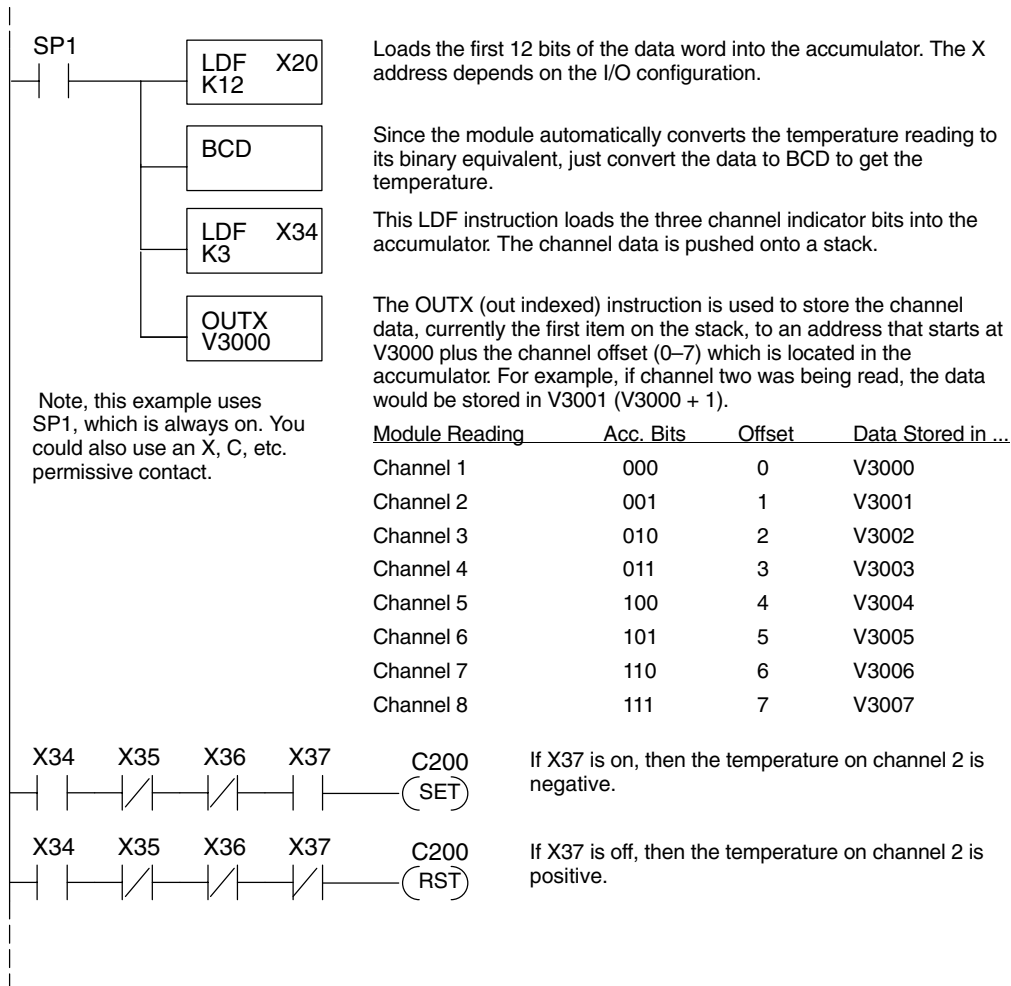 SP1
LDF X20
K12
Loads the first 12 bits of the data word into the accumulator. The X
address depends on the I/O configuration.
BCD
Since the module automatically converts the temperature reading to
its binary equivalent, just convert the data to BCD to get the
temperature.
LDF X34
K3
This LDF instruction loads the three channel indicator bits into the
accumulator. The channel data is pushed onto a stack.
OUTX
V3000
The OUTX (out indexed) instruction is used to store the channel
data, currently the first item on the stack, to an address that starts at
V3000 plus the channel offset (0–7) which is located in the
accumulator. For example, if channel two was being read, the data
would be stored in V3001 (V3000 + 1).
Note, this example uses
SP1, which is always on. You
could also use an X, C, etc.
permissive contact.
Module Reading Acc. Bits Offset Data Stored in ...
Channel 1 000 0 V3000
Channel 2 001 1 V3001
Channel 3 010 2 V3002
Channel 4 011 3 V3003
Channel 5 100 4 V3004
Channel 6 101 5 V3005
Channel 7 110 6 V3006
Channel 8 111 7 V3007
X34 X35 X36 X37 C200
SET
If X37 is on, then the temperature on channel 2 is
negative.
X34 X35 X36 X37 C200
RST
If X37 is off, then the temperature on channel 2 is
positive.